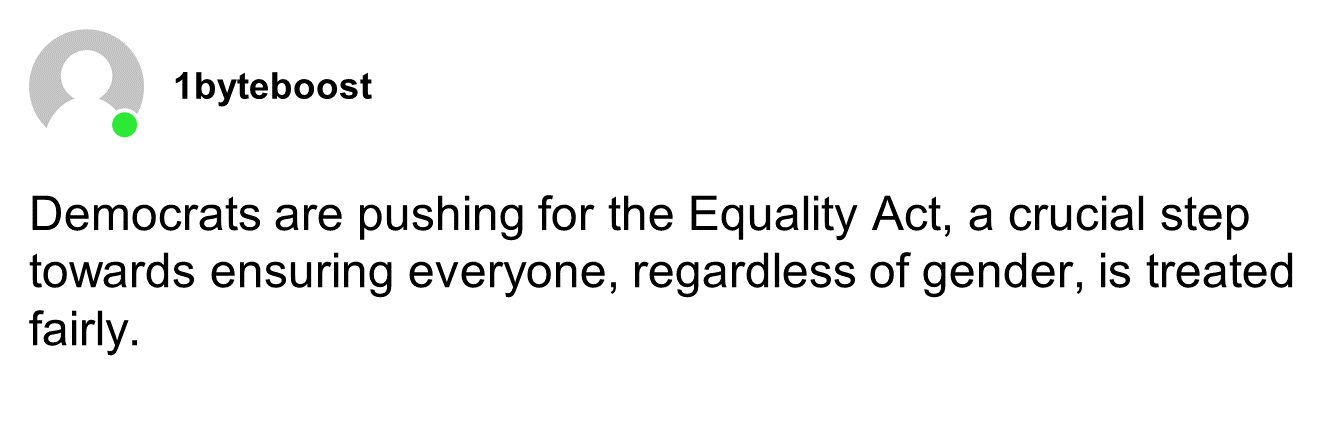 1byteboost
Democrats are pushing for the Equality Act, a crucial step
towards ensuring everyone, regardless of gender, is treated
fairly.